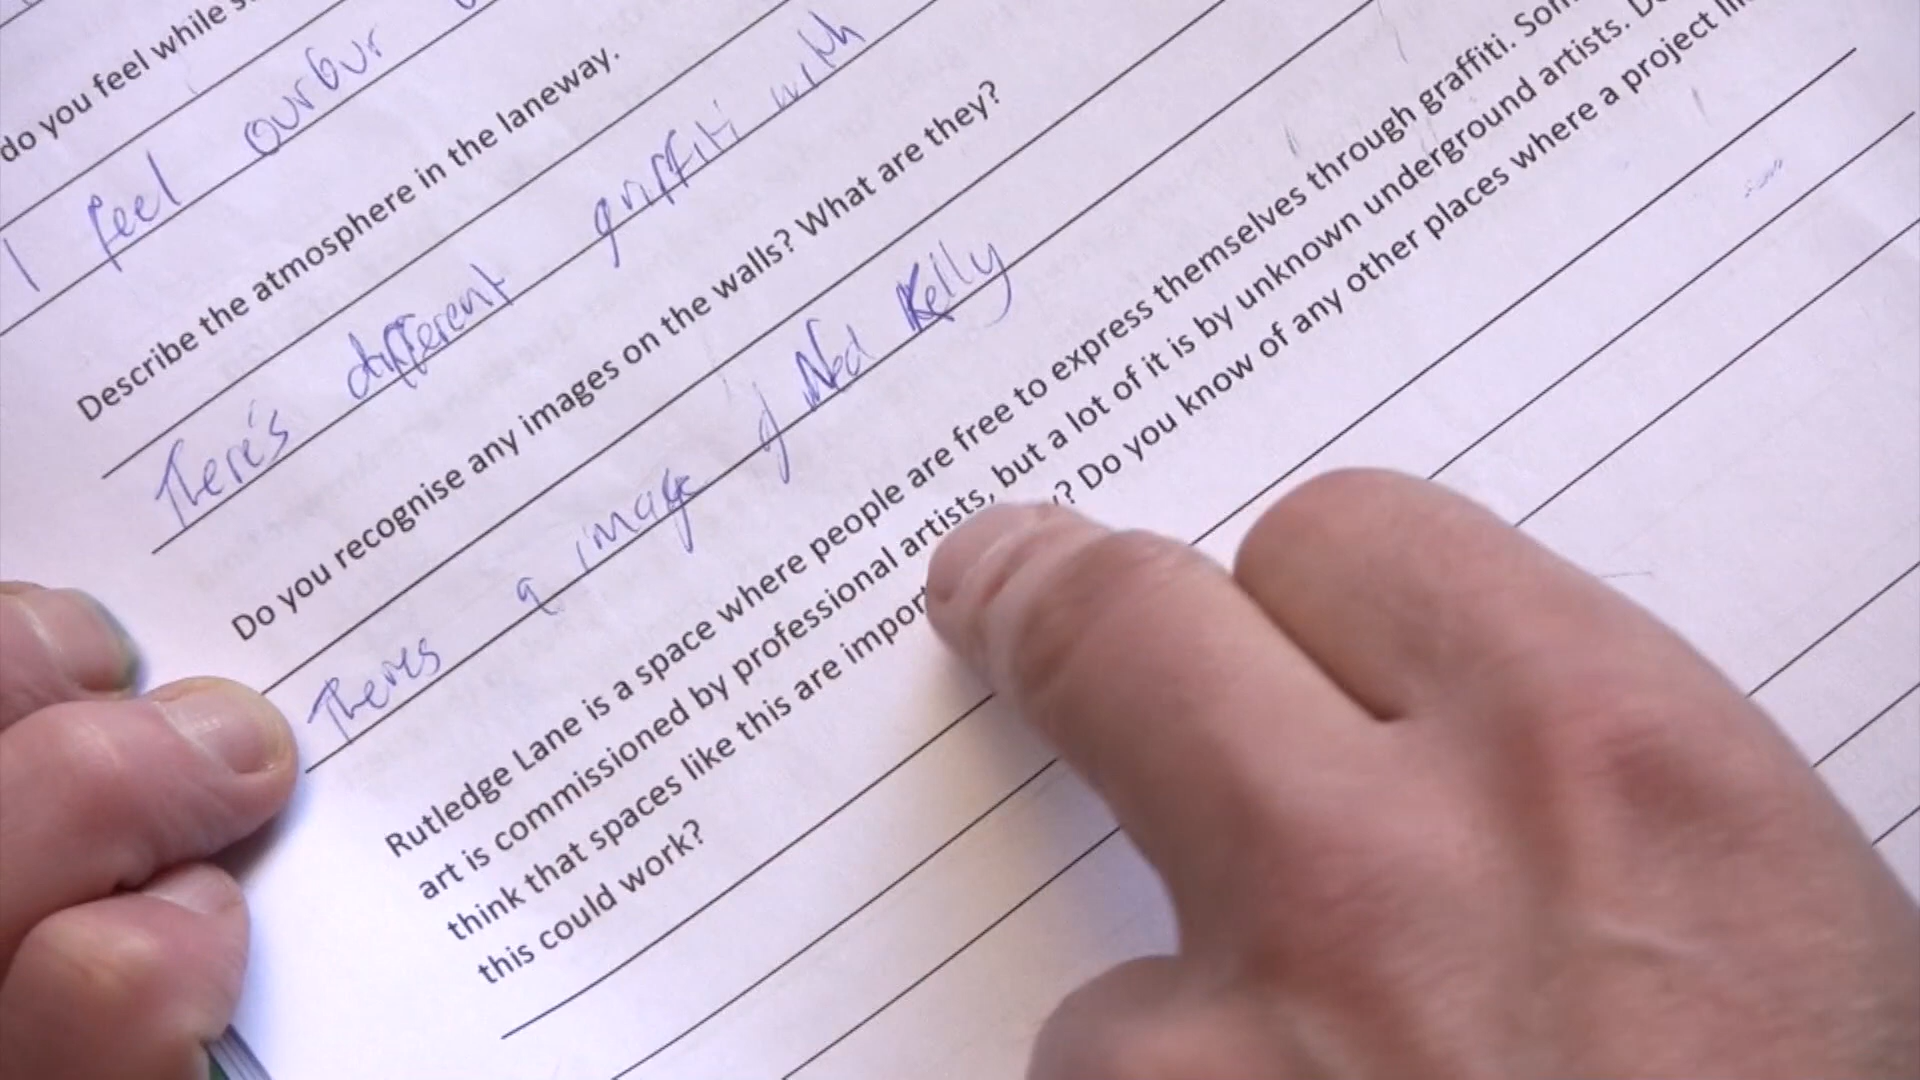 do you feel while s
I feel
Describe the atmosphere in the laneway.
There's different graffiti with
Do you recognise any images on the walls? What are they?
Theres a image of Ned Kelly
Rutledge Lane is a space where people are free to express themselves through graffiti. Som
art is commissioned by professional artists, but a lot of it is by unknown underground artists. Do
think that spaces like this are import y? Do you know of any other places where a project li
this could work?